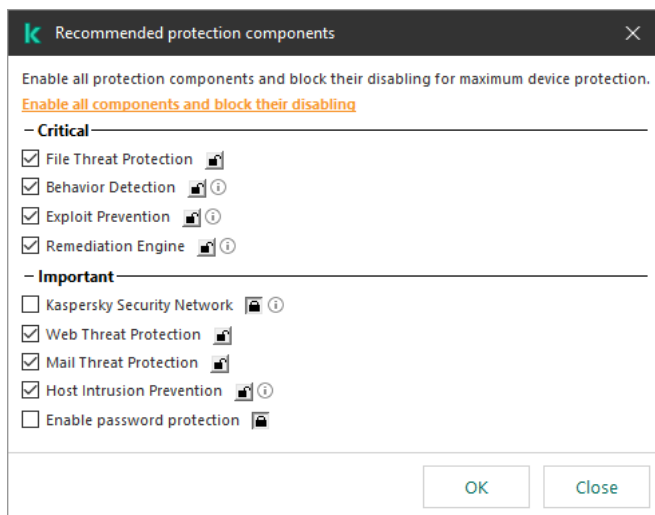 Recommended protection components
Enable all protection components and block their disabling for maximum device protection.
Enable all components and block their disabling
Critical
File Threat Protection
Behavior Detection
Exploit Prevention
Remediation Engine
Important
Kaspersky Security Network
Web Threat Protection
Mail Threat Protection
Host Intrusion Prevention
Enable password protection
OK Close